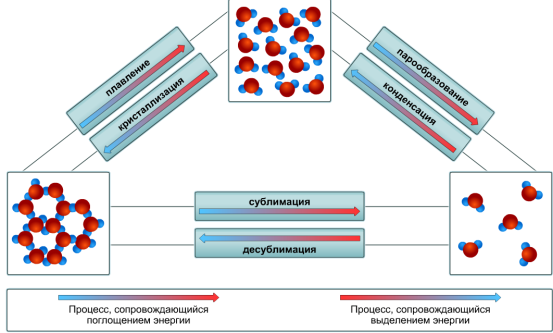 плавление
кристаллизация
парообразование
конденсация
сублимация
десублимация
Процесс, сопровождающийся
поглощением энергии
Процесс, сопровождающийся
выделением энергии